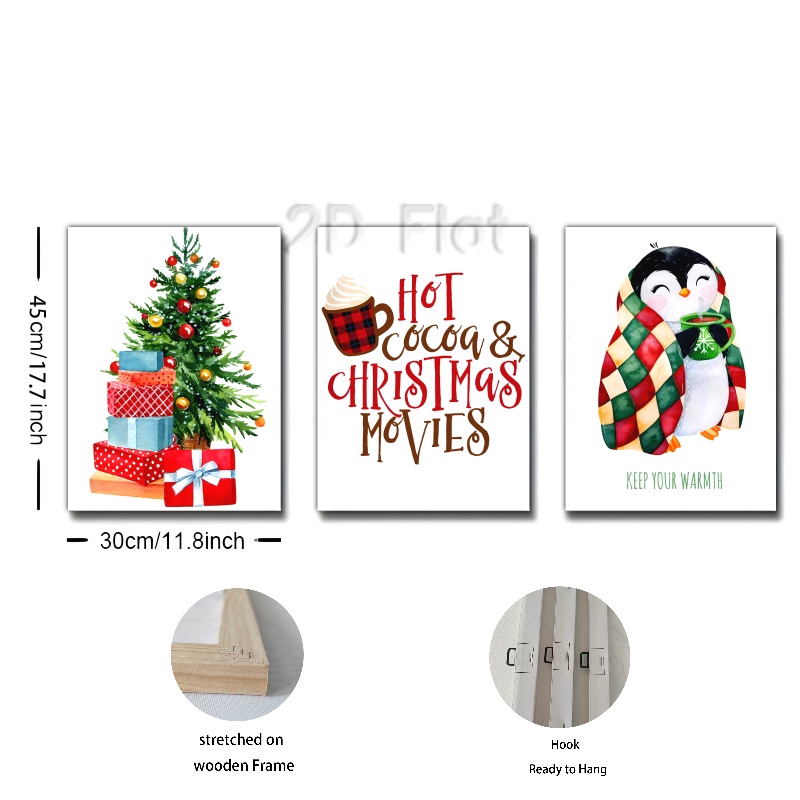 2D Flat
45cm/17.7inch
HOT
COCOA &
CHRISTMAS
MOVIES
KEEP YOUR WARMTH
30cm/11.8inch
stretched on
wooden Frame
Hook
Ready to Hang